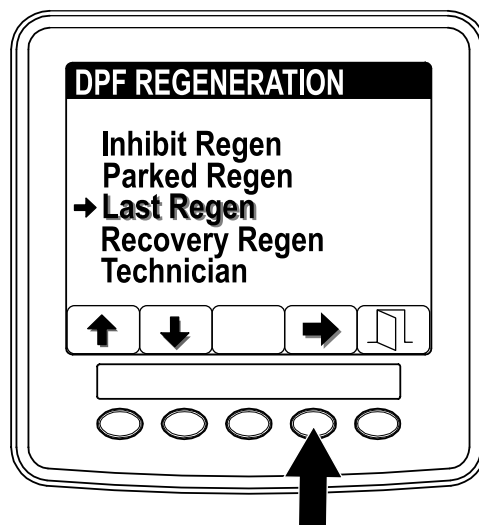 DPF REGENERATION
Inhibit Regen
Parked Regen
Last Regen
Recovery Regen
Technician